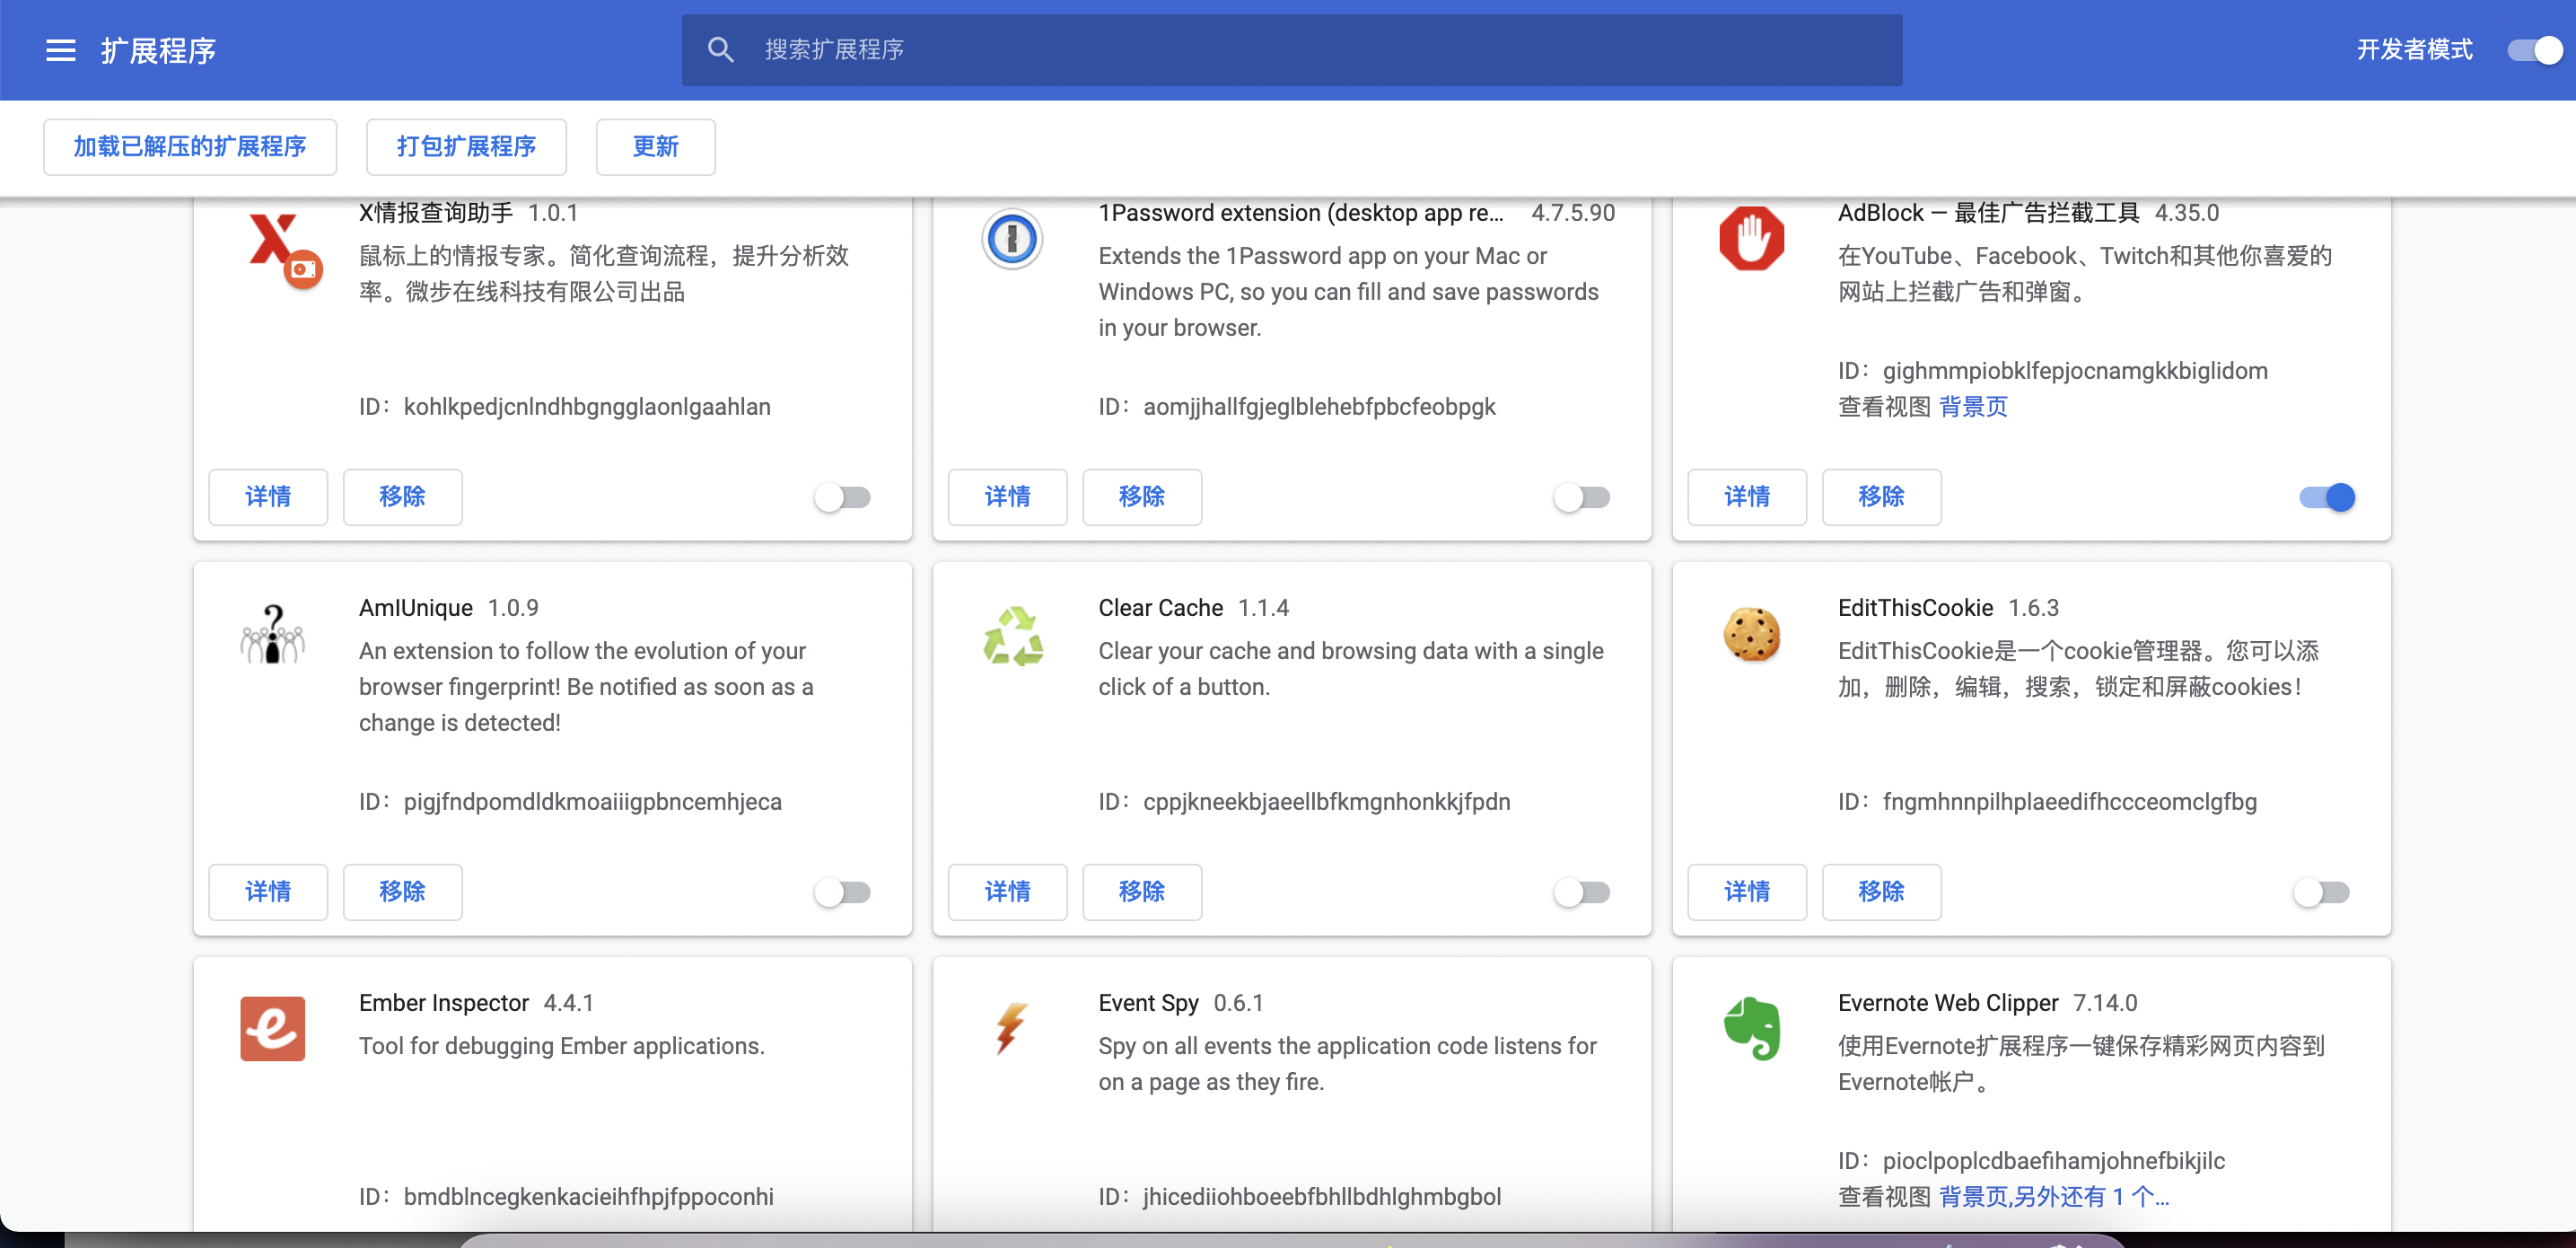 扩展程序
搜索扩展程序
开发者模式
加载已解压的扩展程序
打包扩展程序
更新
X情报查询助手 1.0.1
鼠标上的情报专家。简化查询流程，提升分析效
率。微步在线科技有限公司出品
ID： kohlkpedjcnlndhbgngglaonlgaahlan
详情
移除
1Password extension (desktop app re... 4.7.5.90
Extends the 1Password app on your Mac or
Windows PC, so you can fill and save passwords
in your browser.
ID： aomjjhallfgjeglblehebfpbcfeobpgk
详情
移除
AdBlock — 最佳广告拦截工具 4.35.0
在YouTube、Facebook、Twitch和其他你喜爱的
网站上拦截广告和弹窗。
ID： gighmmpiobklfepjocnamgkkbiglidom
查看视图 背景页
详情
移除
AmIUnique 1.0.9
An extension to follow the evolution of your
browser fingerprint! Be notified as soon as a
change is detected!
ID： pigjfndpomdldkmoaiiigpbncemhjeca
详情
移除
Clear Cache 1.1.4
Clear your cache and browsing data with a single
click of a button.
ID： cppjkneekbjaeellbfkmgnhonkkjfpdn
详情
移除
EditThisCookie 1.6.3
EditThisCookie是一个cookie管理器。您可以添
加，删除，编辑，搜索，锁定和屏蔽cookies！
ID： fngmhnnpilhplaeedifhccceomclgfbg
详情
移除
Ember Inspector 4.4.1
Tool for debugging Ember applications.
ID： bmdblncegkenkacieihfhpjfppoconhi
Event Spy 0.6.1
Spy on all events the application code listens for
on a page as they fire.
ID： jhicediiohboeebfbhllbdhlghmbgbol
Evernote Web Clipper 7.14.0
使用Evernote扩展程序一键保存精彩网页内容到
Evernote帐户。
ID： pioclpoplcdbaefihamjohnefbikjilc
查看视图 背景页,另外还有 1 个...